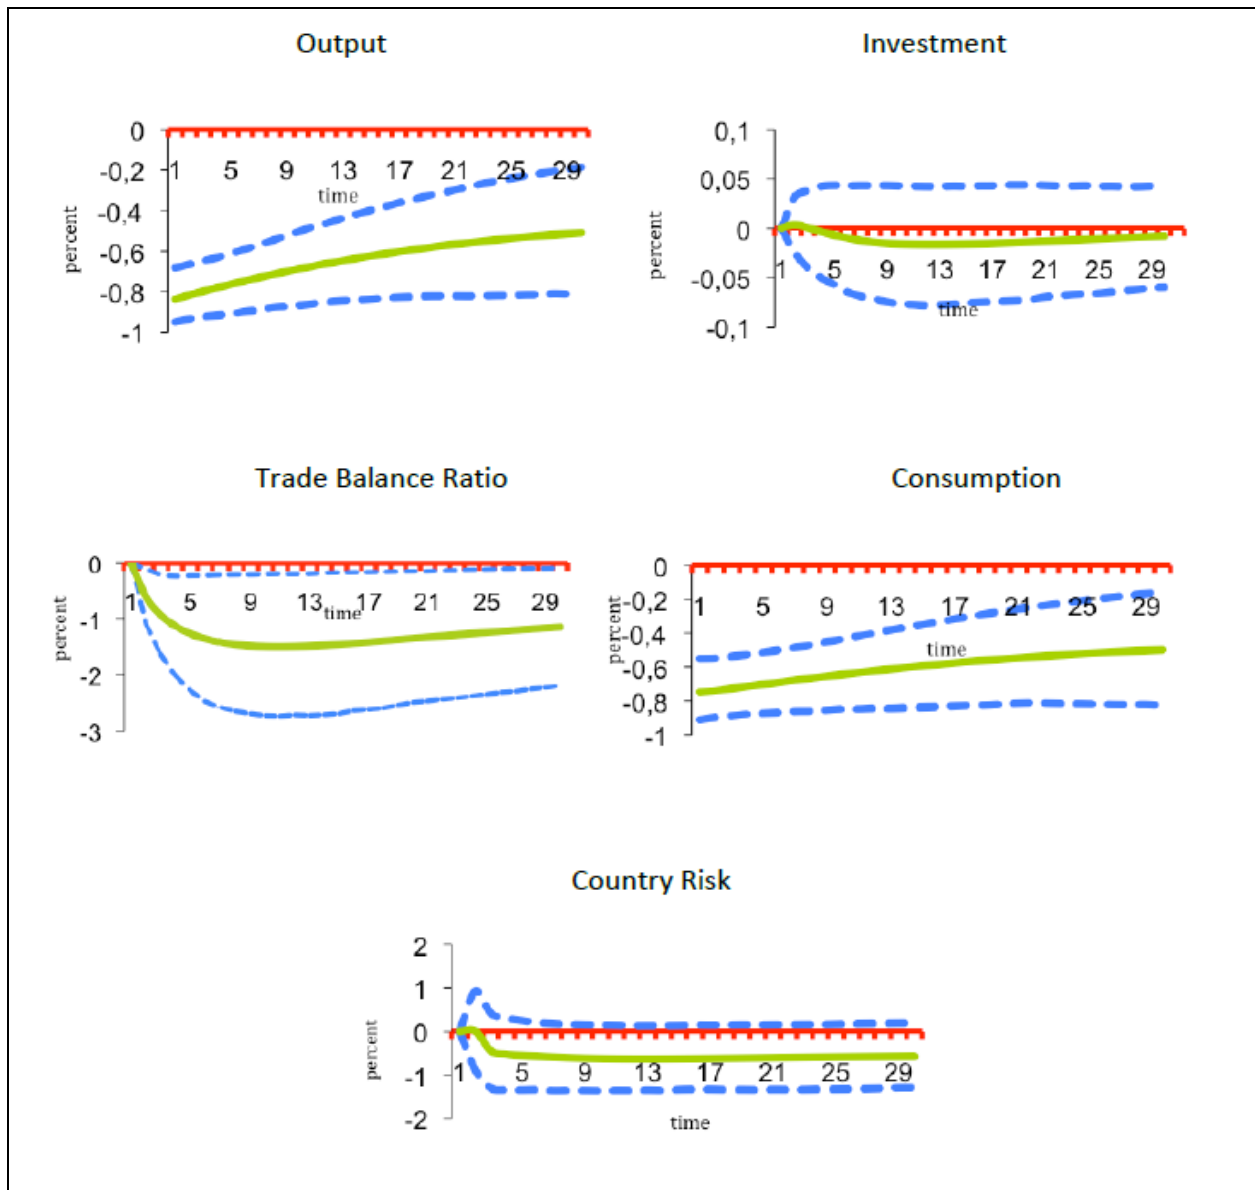 Output
Investment
0
-0,2
-0,4
-0,6
-0,8
-1
percent
1 5 9 13 17 21 25 29
time
0,1
0,05
0
-0,05
-0,1
percent
1 5 9 13 17 21 25 29
time
Trade Balance Ratio
Consumption
0
-1
-2
-3
percent
1 5 9 13 17 21 25 29
time
0
-0,2
-0,4
-0,6
-0,8
-1
percent
1 5 9 13 17 21 25 29
time
Country Risk
2
1
0
-1
-2
percent
1 5 9 13 17 21 25 29
time